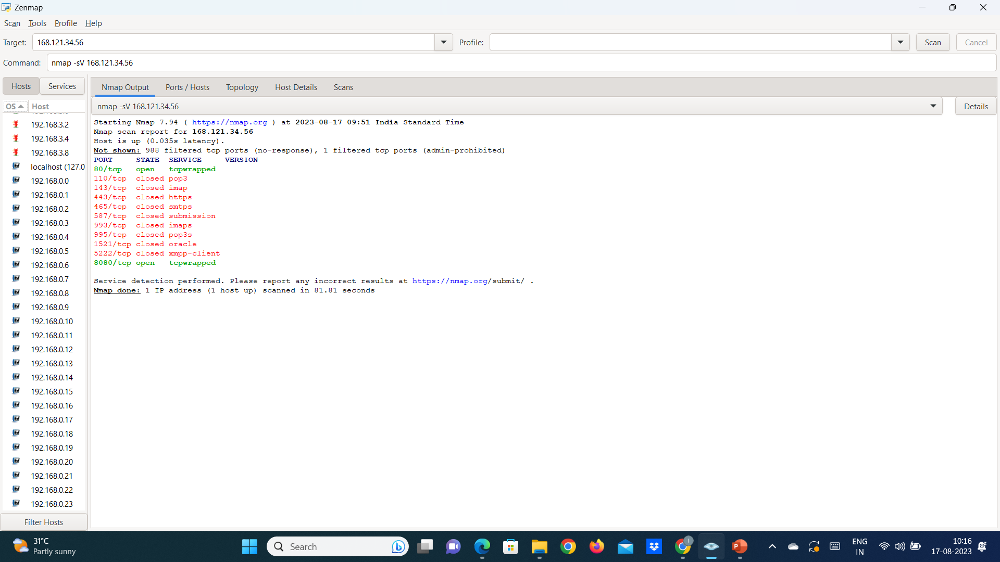 Zenmap
Scan Tools Profile Help
Target: 168.121.34.56 Profile: Scan Cancel
Command: nmap -sV 168.121.34.56
Hosts Services
Nmap Output Ports / Hosts Topology Host Details Scans
OS Host
nmap -sV 168.121.34.56 Details
192.168.3.2
192.168.3.4
192.168.3.8
localhost (127.0
192.168.0.0
192.168.0.1
192.168.0.2
192.168.0.3
192.168.0.4
192.168.0.5
192.168.0.6
192.168.0.7
192.168.0.8
192.168.0.9
192.168.0.10
192.168.0.11
192.168.0.12
192.168.0.13
192.168.0.14
192.168.0.15
192.168.0.16
192.168.0.17
192.168.0.18
192.168.0.19
192.168.0.20
192.168.0.21
192.168.0.22
192.168.0.23
Filter Hosts
Starting Nmap 7.94 ( https://nmap.org ) at 2023-08-17 09:51 India Standard Time
Nmap scan report for 168.121.34.56
Host is up (0.035s latency).
Not shown: 988 filtered tcp ports (no-response), 1 filtered tcp ports (admin-prohibited)
PORT STATE SERVICE VERSION
80/tcp open tcpwrapped
110/tcp closed pop3
143/tcp closed imap
443/tcp closed https
465/tcp closed smtps
587/tcp closed submission
993/tcp closed imaps
995/tcp closed pop3s
1521/tcp closed oracle
5222/tcp closed xmpp-client
8080/tcp open tcpwrapped
Service detection performed. Please report any incorrect results at https://nmap.org/submit/ .
Nmap done: 1 IP address (1 host up) scanned in 81.81 seconds
31°C
Partly sunny
Search
ENG
IN
10:16
17-08-2023